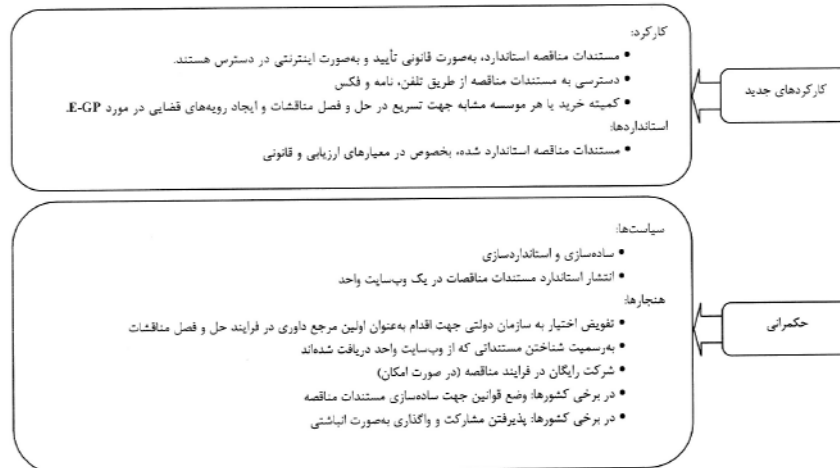 کارکرد:
• مستندات مناقصه استاندارد، به‌صورت قانونی تأیید و به‌صورت اینترنتی در دسترس هستند.
• دسترسی به مستندات مناقصه از طریق تلفن، نامه و فکس
• کمیته خرید یا هر موسسه مشابه جهت تسریع در حل و فصل مناقشات و ایجاد رویه‌های قضایی در مورد E-GP.
استانداردها:
• مستندات مناقصه استاندارد شده، بخصوص در معیارهای ارزیابی و قانونی
کارکردهای جدید
سیاست‌ها:
• ساده‌سازی و استانداردسازی
• انتشار استاندارد مستندات مناقصات در یک وب‌سایت واحد
هنجارها:
• تفویض اختیار به سازمان دولتی جهت اقدام به‌عنوان اولین مرجع داوری در فرایند حل و فصل مناقشات
• به‌رسمیت شناختن مستنداتی که از وب‌سایت واحد دریافت شده‌اند
• شرکت رایگان در فرایند مناقصه (در صورت امکان)
• در برخی کشورها: وضع قوانین جهت ساده‌سازی مستندات مناقصه
• در برخی کشورها: پذیرفتن مشارکت و واگذاری به‌صورت انباشتی
حکمرانی